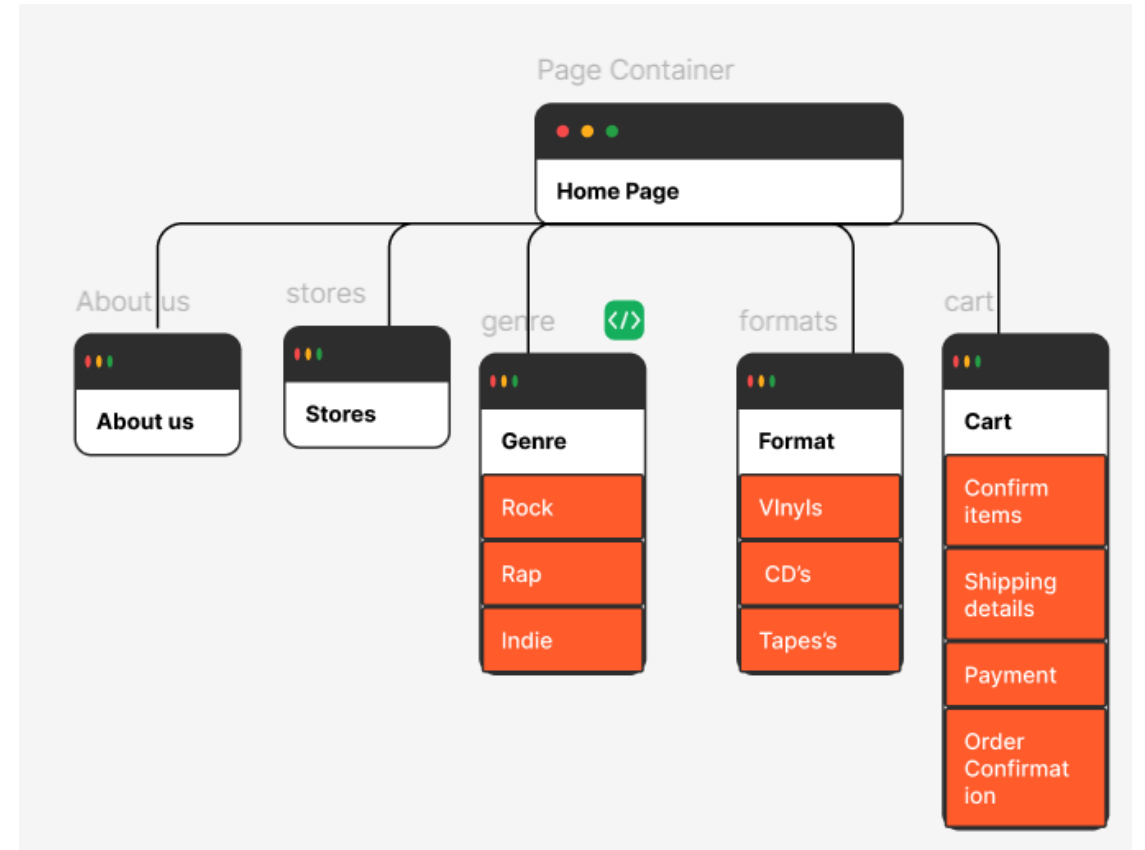 Page Container
Home Page
About us
stores
genre
</>
formats
cart
About us
Stores
Genre
Format
Cart
Rock
Rap
Indie
VInyls
CD’s
Tapes’s
Confirm
items
Shipping
details
Payment
Order
Confirmat
ion